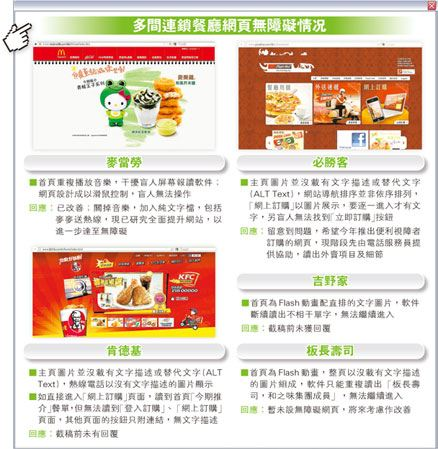 多間連鎖餐廳網頁無障礙情況
麥當勞
■首頁重複播放音樂,干擾盲人屏幕報讀軟件;
網頁設計成以滑鼠控制,盲人無法操作
回應:已改善:關掉音樂,加入純文字檔,包括
麥麥送熱線,現已研究全面提升網站,以
進一步達至無障礙
必勝客
■主頁圖片並沒載有文字描述或替代文字
(ALT Text),網站導航排序並非依序排列,
「網上訂購」以圖片展示,要逐一進入才有文
字,另盲人無法找到「立即訂購」按鈕
回應:留意到問題,希望今年推出便利視障者
訂購的網頁,現階段先由電話服務員提
供協助,讀出外賣項目及細節
肯德基
■主頁圖片並沒載有文字描述或替代文字(ALT
Text),熱線電話以沒有文字描述的圖片顯示
■如直接進入「網上訂購」頁面,讀到首頁「今期推
介」餐單,但無法讀到「登入訂購」、「網上訂購」
頁面,其他頁面的按鈕只附連結,無文字描述
回應:截稿前未有回覆
吉野家
■首頁為Flash動畫配直排的文字圖片,軟件
斷續讀出不相干單字,無法繼續進入
回應:截稿前未獲回覆
板長壽司
■首頁為Flash動畫,整頁以沒載有文字描述
的圖片組成,軟件只能重複讀出「板長壽
司,和之味集團成員」,無法繼續進入
回應:暫未設無障礙網頁,將來考慮作改善